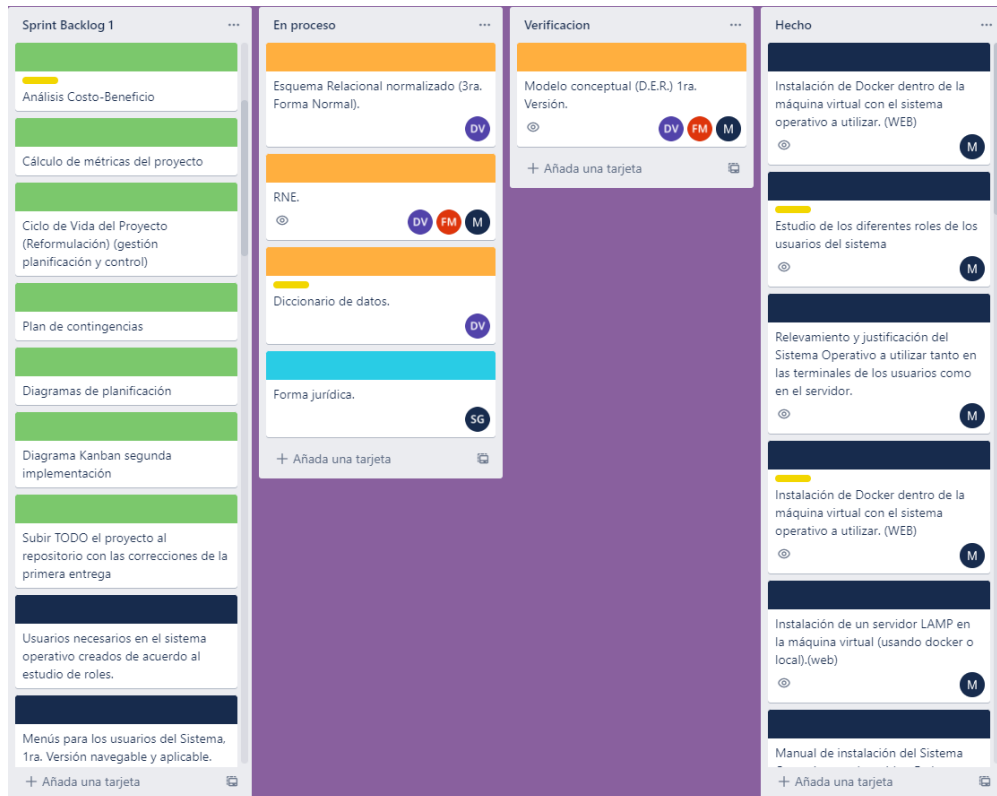 Sprint Backlog 1
Análisis Costo-Beneficio
Cálculo de métricas del proyecto
Ciclo de Vida del Proyecto
(Reformulación) (gestión
planificación y control)
Plan de contingencias
Diagramas de planificación
Diagrama Kanban segunda
implementación
Subir TODO el proyecto al
repositorio con las correcciones de la
primera entrega
Usuarios necesarios en el sistema
operativo creados de acuerdo al
estudio de roles.
Menús para los usuarios del Sistema,
1ra. Versión navegable y aplicable.
+ Añada una tarjeta
En proceso
Esquema Relacional normalizado (3ra.
Forma Normal).
DV
RNE.
DV FM M
Diccionario de datos.
DV
Forma jurídica.
SG
+ Añada una tarjeta
Verificacion
Modelo conceptual (D.E.R.) 1ra.
Versión.
DV FM M
+ Añada una tarjeta
Hecho
Instalación de Docker dentro de la
máquina virtual con el sistema
operativo a utilizar. (WEB)
M
Estudio de los diferentes roles de los
usuarios del sistema
M
Relevamiento y justificación del
Sistema Operativo a utilizar tanto en
las terminales de los usuarios como
en el servidor.
M
Instalación de Docker dentro de la
máquina virtual con el sistema
operativo a utilizar. (WEB)
M
Instalación de un servidor LAMP en
la máquina virtual (usando docker o
local).(web)
M
Manual de instalación del Sistema
+ Añada una tarjeta